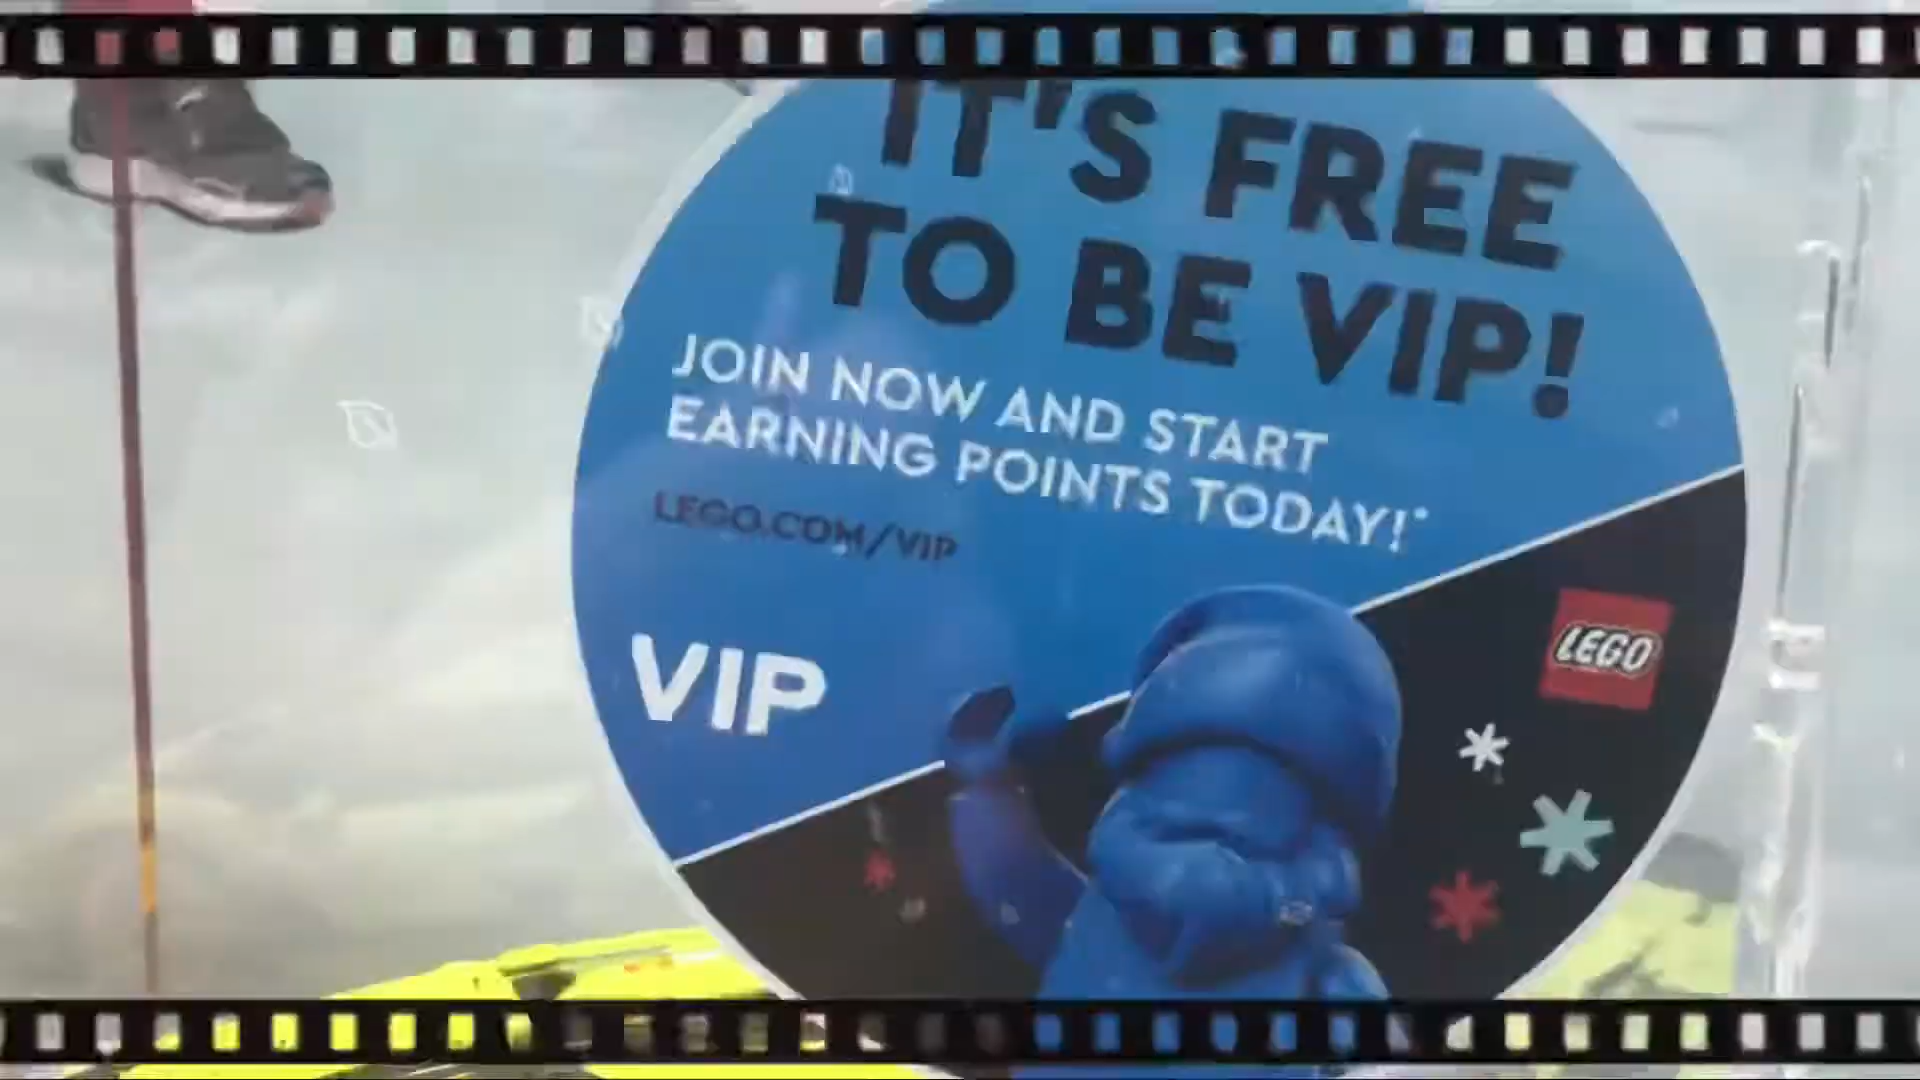 IT'S FREE
TO BE VIP!
JOIN NOW AND START
EARNING POINTS TODAY!*
LEGO.COM/VIP
VIP
LEGO